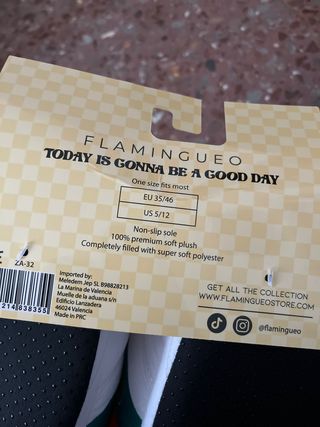 FLAMINGUEO
TODAY IS GONNA BE A GOOD DAY
One size fits most
EU 35/46
US 5/12
Non-slip sole
100% premium soft plush
Completely filled with super soft polyester
ZA-32
214838355
Imported by:
Meledem Jep SL B98828213
La Marina de Valencia
Muelle de la aduana s/n
Edificio Lanzadera
46024 Valencia
Made in PRC
GET ALL THE COLLECTION
WWW.FLAMINGUEOSTORE.COM
@flamingueo